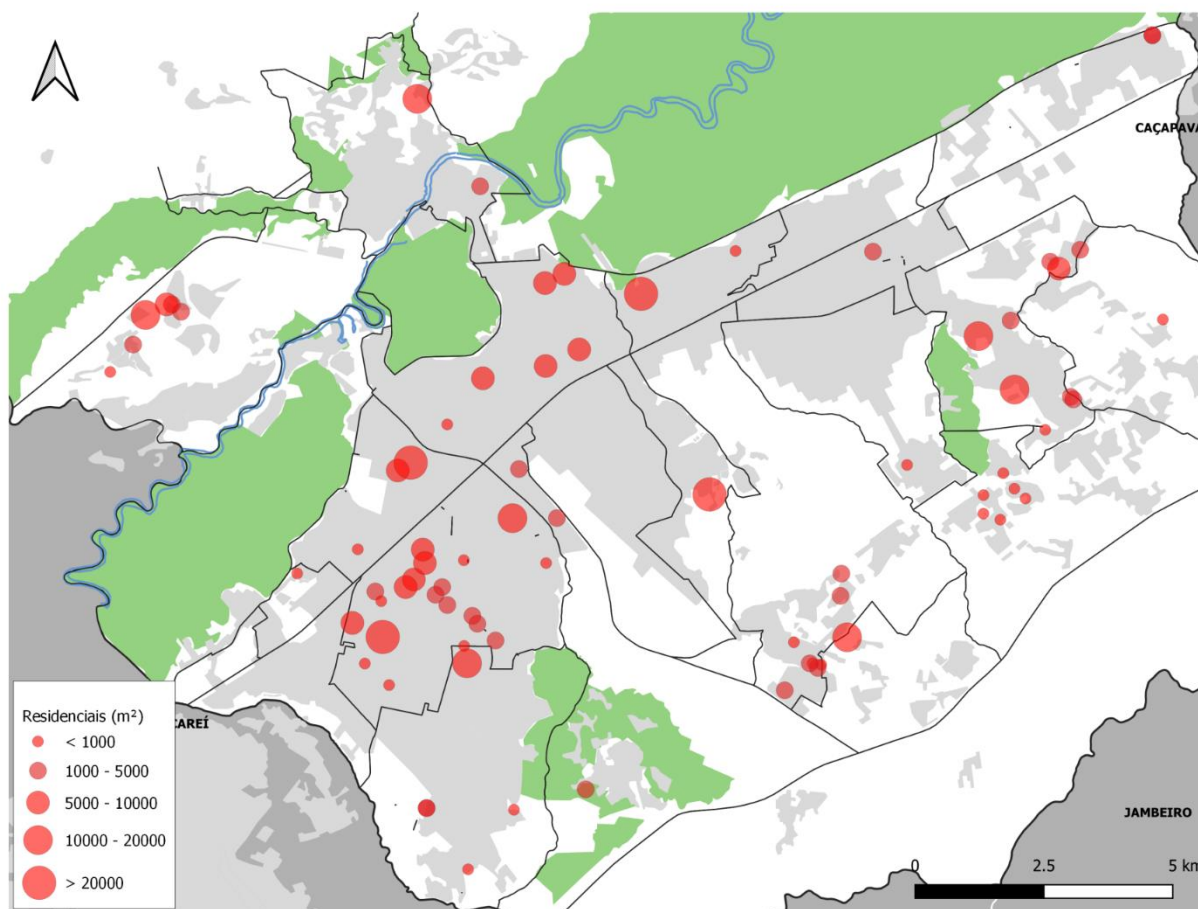 CAÇAPAVA
Residenciais (m²)
< 1000
1000 - 5000
5000 - 10000
10000 - 20000
> 20000
CAREÍ
JAMBEIRO
0 2.5 5 km